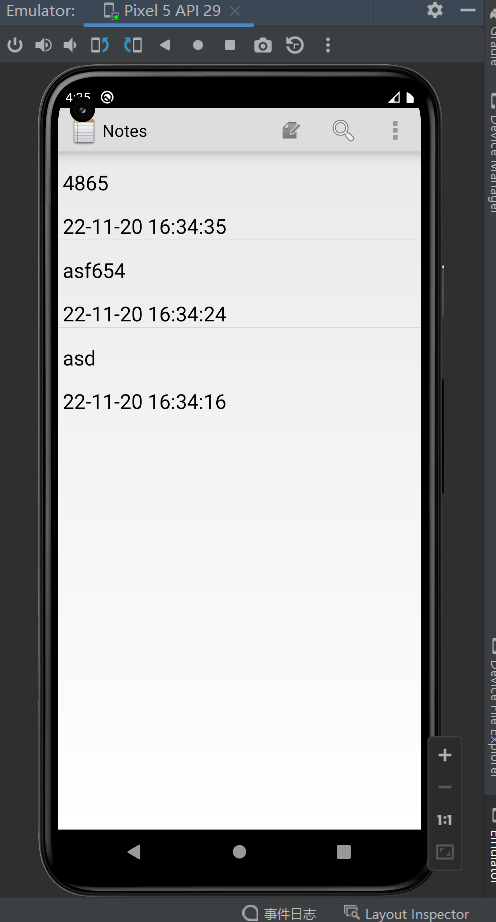 Emulator: Pixel 5 API 29
Gradle
Device Manager
4:35
Notes
4865
22-11-20 16:34:35
asf654
22-11-20 16:34:24
asd
22-11-20 16:34:16
Device File Explorer
1:1
Emulator
事件日志 Layout Inspector